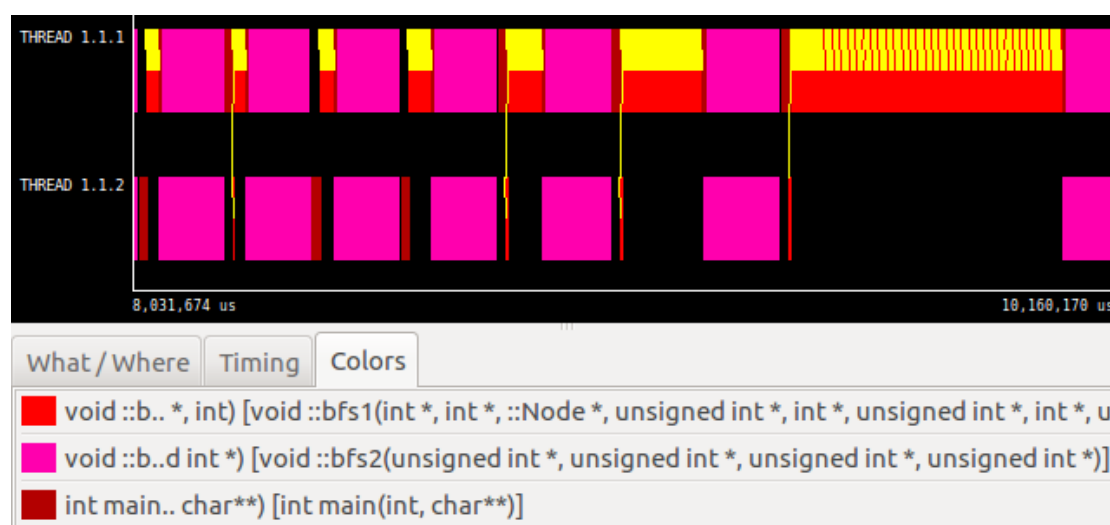 THREAD 1.1.1
THREAD 1.1.2
8,031,674 us 10,160,170 us
What / Where Timing Colors
void ::b.. *, int) [void ::bfs1(int *, int *, ::Node *, unsigned int *, int *, unsigned int *, int *, u
void ::b..d int *) [void ::bfs2(unsigned int *, unsigned int *, unsigned int *, unsigned int *)]
int main.. char**) [int main(int, char**)]